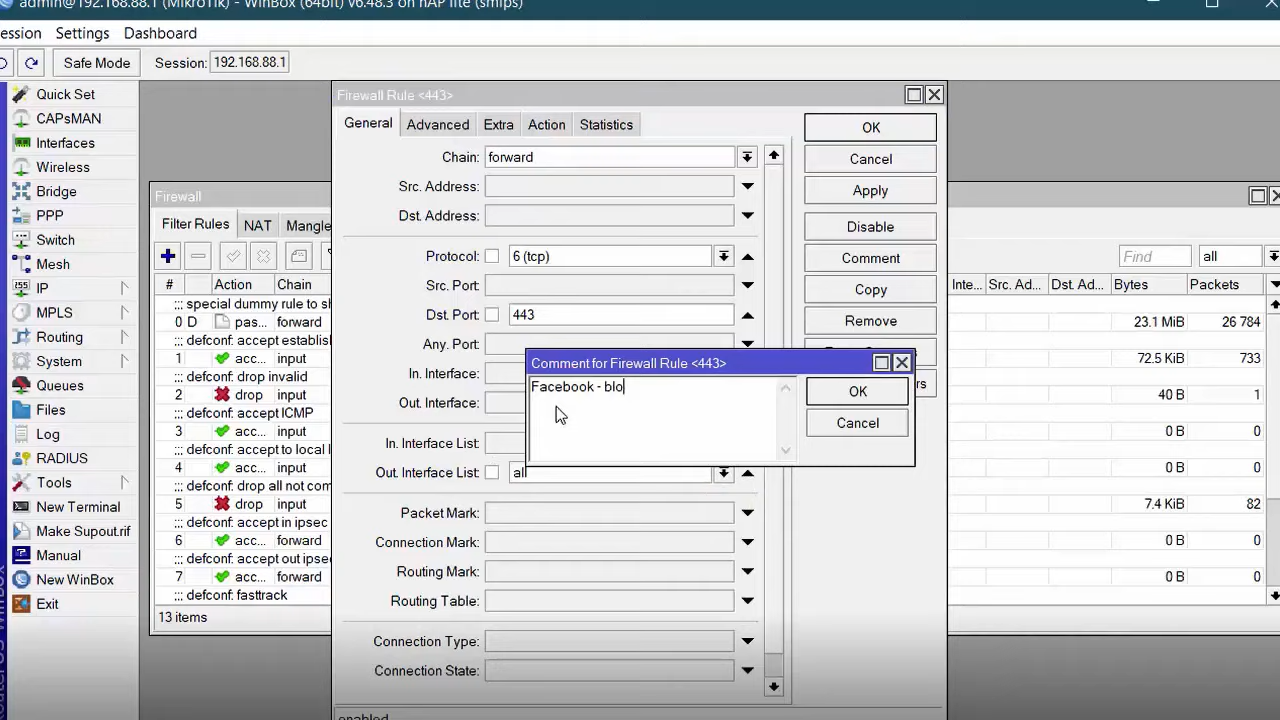 admin@192.168.88.1 (MikroTik) - WinBox (64bit) v6.48.3 on hAP lite (smips)
ession Settings Dashboard
Safe Mode Session: 192.168.88.1
Quick Set
CAPsMAN
Interfaces
Wireless
Bridge
PPP
Switch
Mesh
IP
MPLS
Routing
System
Queues
Files
Log
RADIUS
Tools
New Terminal
Make Supout.rif
Manual
New WinBox
Exit
Firewall
Filter Rules NAT Mangle
Find all
# Action Chain Inte... Src. Ad... Dst. Ad... Bytes Packets
;;; special dummy rule to sh
0 D pas... forward 23.1 MiB 26 784
;;; defconf: accept establis
1 acc... input 72.5 KiB 733
;;; defconf: drop invalid
2 drop input 40 B 1
;;; defconf: accept ICMP
3 acc... input 0 B 0
;;; defconf: accept to local l
4 acc... input 0 B 0
;;; defconf: drop all not com
5 drop input 7.4 KiB 82
;;; defconf: accept in ipsec
6 acc... forward 0 B 0
;;; defconf: accept out ipse
7 acc... forward 0 B 0
;;; defconf: fasttrack
13 items
Firewall Rule <443>
General Advanced Extra Action Statistics
Chain: forward
Src. Address:
Dst. Address:
Protocol: 6 (tcp)
Src. Port:
Dst. Port: 443
Any. Port:
In. Interface:
Out. Interface:
In. Interface List:
Out. Interface List: all
Packet Mark:
Connection Mark:
Routing Mark:
Routing Table:
Connection Type:
Connection State:
enabled
OK
Cancel
Apply
Disable
Comment
Copy
Remove
Comment for Firewall Rule <443>
Facebook - blo
OK
Cancel